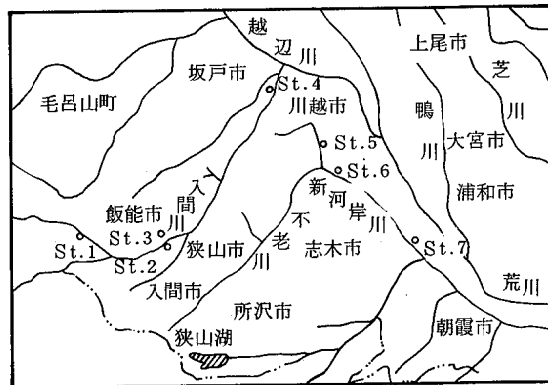 越辺川
上尾市
芝川
坂戸市
St.4
毛呂山町
川越市
鴨川
大宮市
St.5
St.6
浦和市
飯能市
入間川
新河岸川
St.3
St.1
St.2
狭山市
不老川
志木市
St.7
入間市
所沢市
荒川
狭山湖
朝霞市